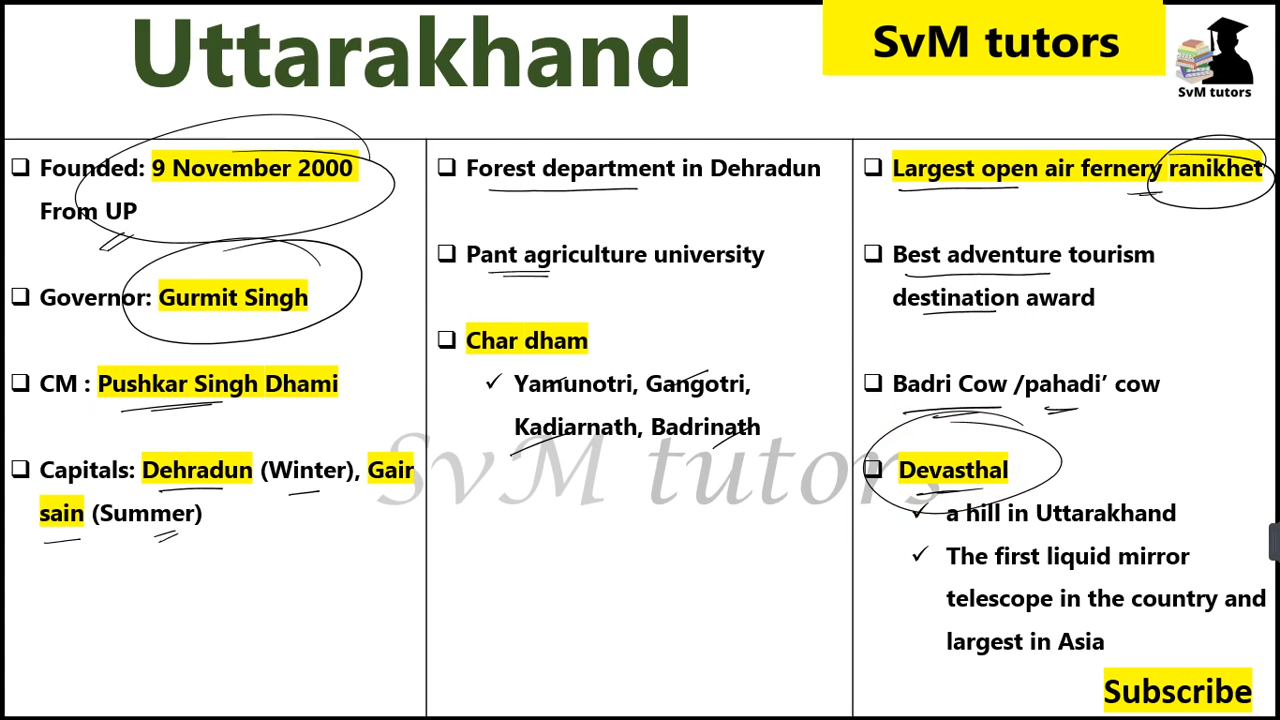 Uttarakhand
SvM tutors
SvM tutors
Founded: 9 November 2000
From UP
Governor: Gurmit Singh
CM : Pushkar Singh Dhami
Capitals: Dehradun (Winter), Gair
sain (Summer)
Forest department in Dehradun
Pant agriculture university
Char dham
Yamunotri, Gangotri,
Kadiarnath, Badrinath
Largest open air fernery ranikhet
Best adventure tourism
destination award
Badri Cow /pahadi’ cow
Devasthal
a hill in Uttarakhand
The first liquid mirror
telescope in the country and
largest in Asia
SvM tutors
Subscribe